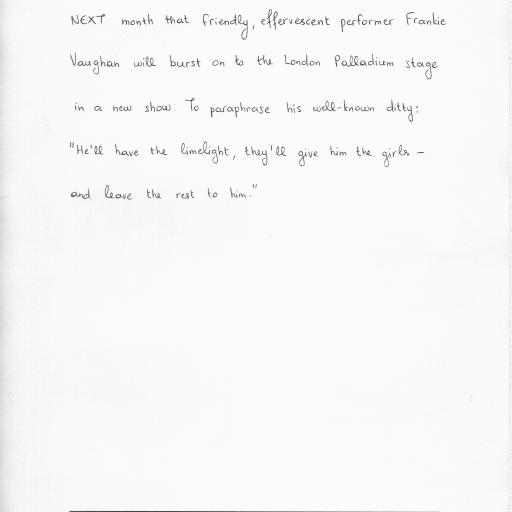 NEXT month that friendly, effervescent performer Frankie
Vaughan will burst on to the London Palladium stage
in a new show. To paraphrase his well-known ditty:
"He'll have the limelight, they'll give him the girls -
and leave the rest to him."